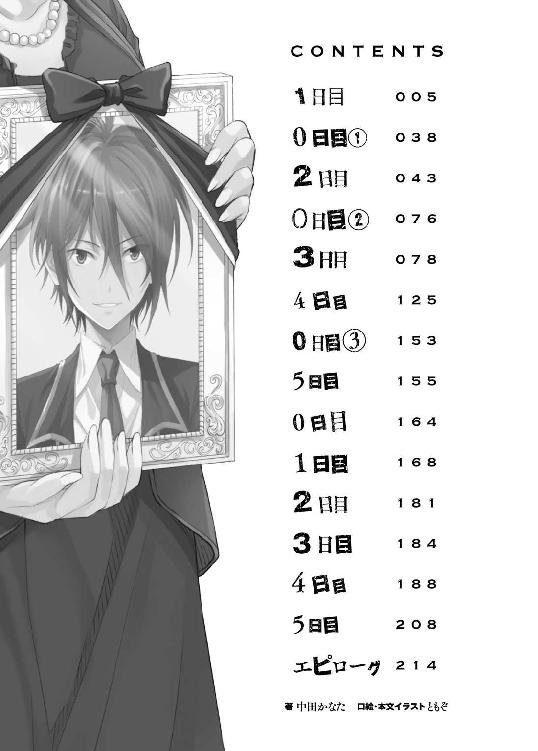 CONTENTS
1日目 005
0日目① 038
2日目 043
0日目② 076
3日目 078
4日目 125
0日目③ 153
5日目 155
0日目 164
1日目 168
2日目 181
3日目 184
4日目 188
5日目 208
エピローグ 214
著 中田かなた 口絵・本文イラスト ともぞ